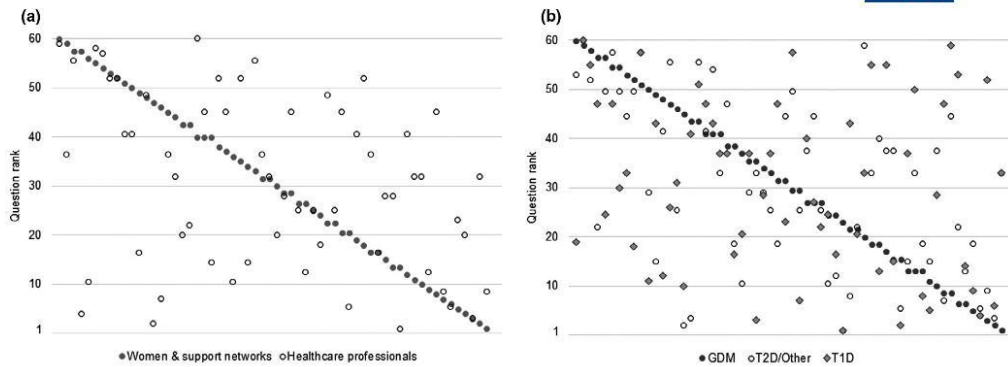 (a)
60
50
40
30
20
10
1
Question rank
Women & support networks Healthcare professionals
(b)
60
50
40
30
20
10
1
Question rank
GDM T2D/Other T1D